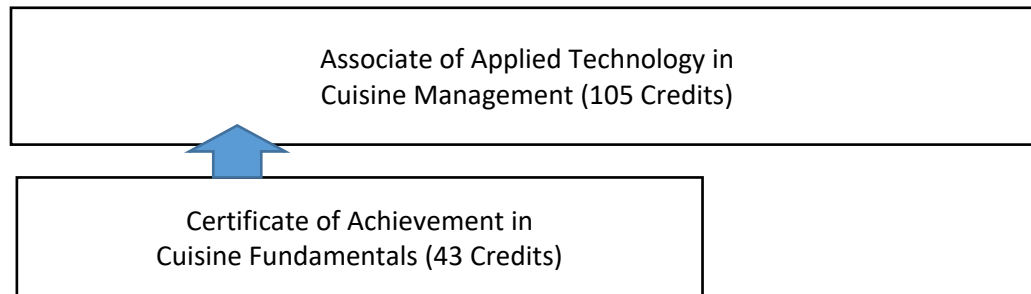 Associate of Applied Technology in
Cuisine Management (105 Credits)
Certificate of Achievement in
Cuisine Fundamentals (43 Credits)